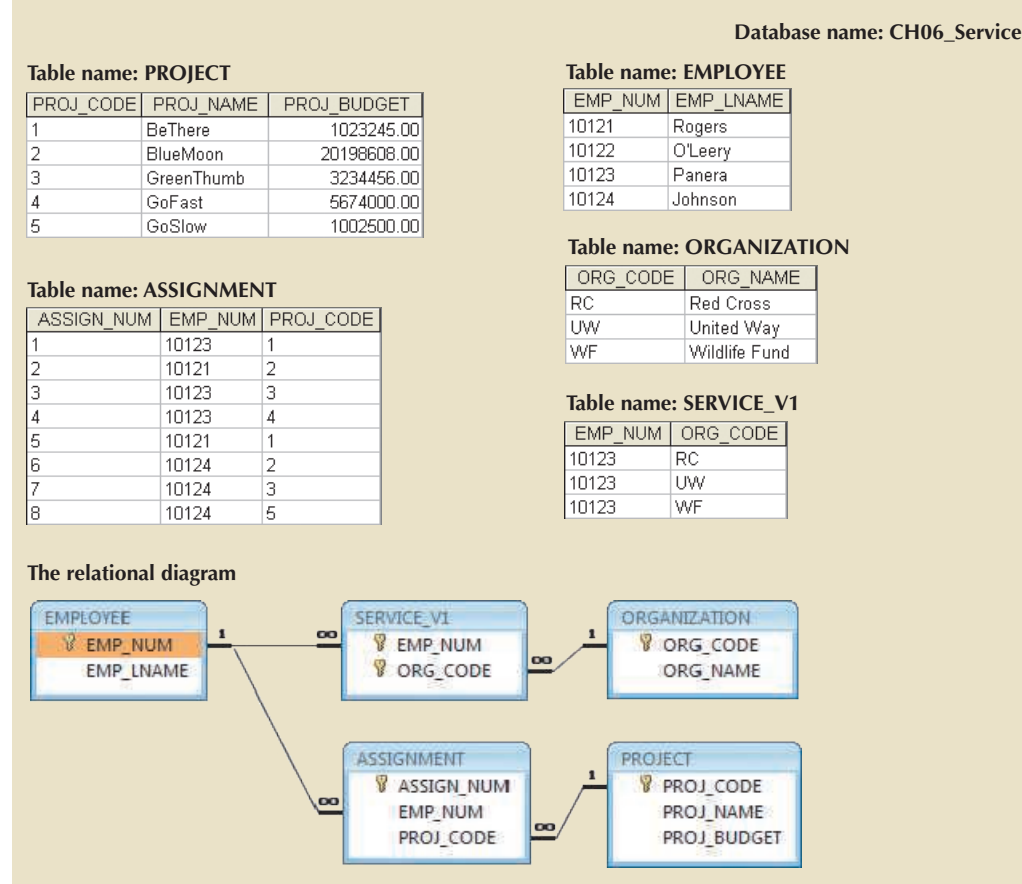 Database name: CH06_Service
Table name: PROJECT
PROJ_CODE PROJ_NAME PROJ_BUDGET
1 BeThere 1023245.00
2 BlueMoon 20198608.00
3 GreenThumb 3234456.00
4 GoFast 5674000.00
5 GoSlow 1002500.00
Table name: EMPLOYEE
EMP_NUM EMP_LNAME
10121 Rogers
10122 O'Leery
10123 Panera
10124 Johnson
Table name: ORGANIZATION
ORG_CODE ORG_NAME
RC Red Cross
UW United Way
WF Wildlife Fund
Table name: ASSIGNMENT
ASSIGN_NUM EMP_NUM PROJ_CODE
1 10123 1
2 10121 2
3 10123 3
4 10123 4
5 10121 1
6 10124 2
7 10124 3
8 10124 5
Table name: SERVICE_V1
EMP_NUM ORG_CODE
10123 RC
10123 UW
10123 WF
The relational diagram
EMPLOYEE
EMP_NUM
EMP_LNAME
1
∞
SERVICE_V1
EMP_NUM
ORG_CODE
∞
1
ORGANIZATION
ORG_CODE
ORG_NAME
∞
ASSIGNMENT
ASSIGN_NUM
EMP_NUM
PROJ_CODE
∞
1
PROJECT
PROJ_CODE
PROJ_NAME
PROJ_BUDGET